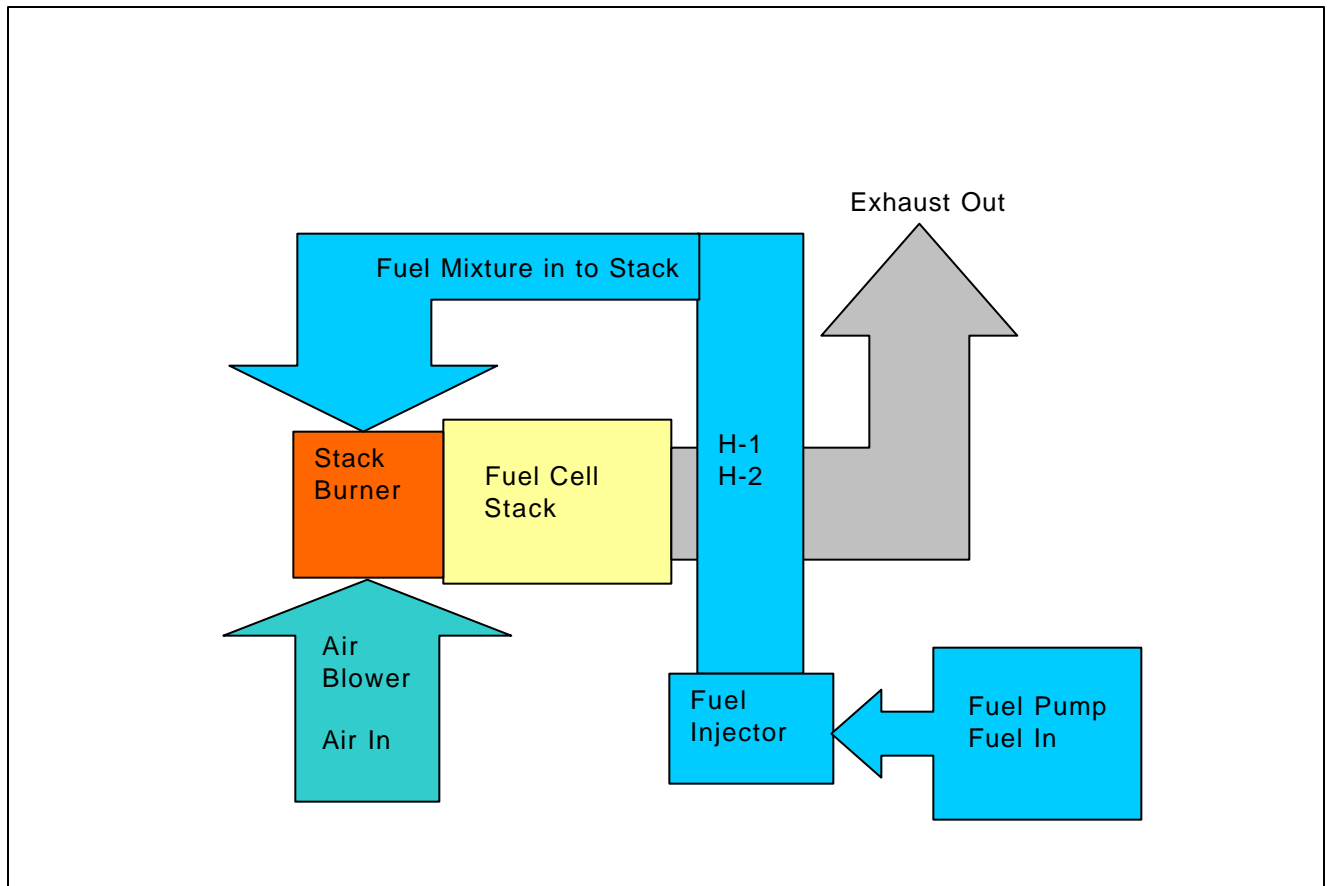 Exhaust Out
Fuel Mixture in to Stack
Stack
Burner
Fuel Cell
Stack
H-1
H-2
Air
Blower
Air In
Fuel
Injector
Fuel Pump
Fuel In